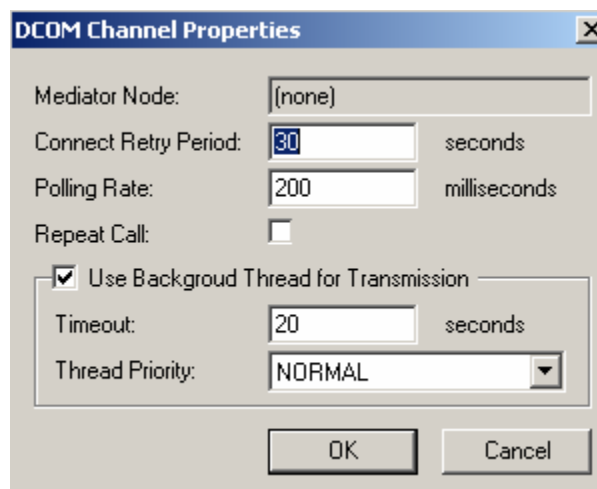 DCOM Channel Properties
Mediator Node: (none)
Connect Retry Period: 30 seconds
Polling Rate: 200 milliseconds
Repeat Call:
Use Backgroud Thread for Transmission
Timeout: 20 seconds
Thread Priority: NORMAL
OK Cancel